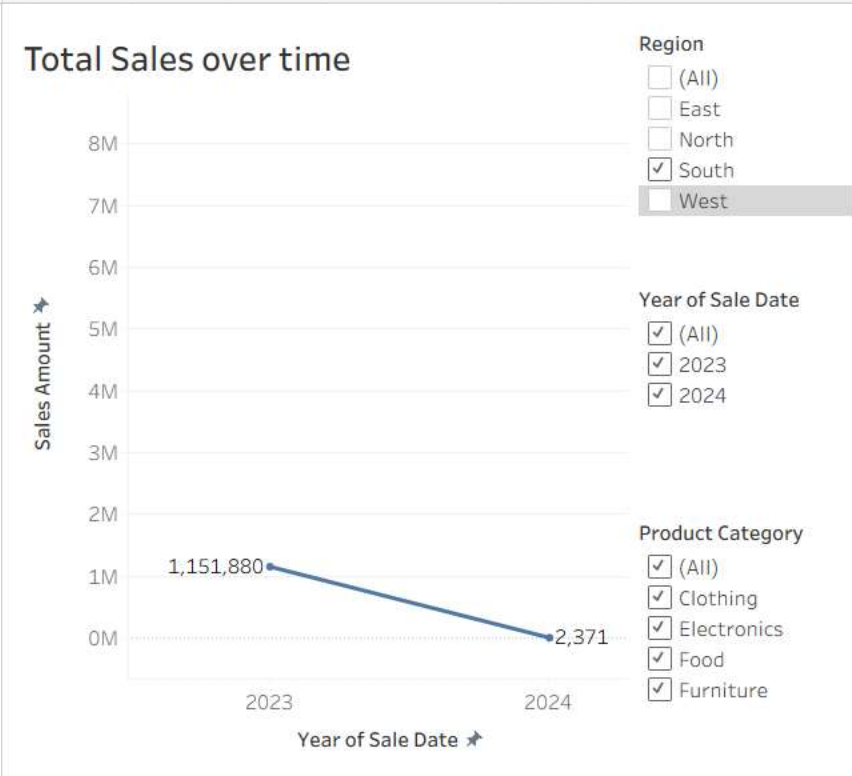 Total Sales over time
8M
7M
6M
5M
4M
3M
2M
1M
0M
Sales Amount
1,151,880
2,371
2023
2024
Year of Sale Date
Region
(All)
East
North
South
West
Year of Sale Date
(All)
2023
2024
Product Category
(All)
Clothing
Electronics
Food
Furniture